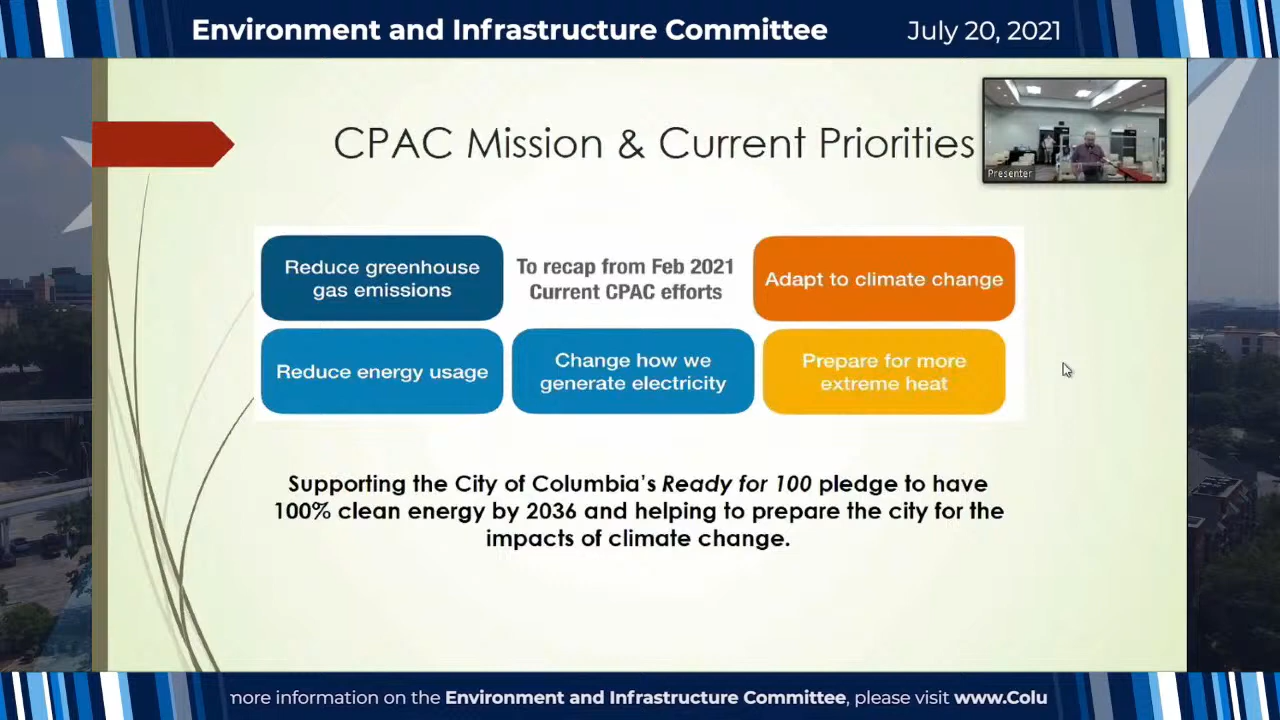 Environment and Infrastructure Committee July 20, 2021
CPAC Mission & Current Priorities
Presenter
Reduce greenhouse
gas emissions
To recap from Feb 2021
Current CPAC efforts
Adapt to climate change
Reduce energy usage
Change how we
generate electricity
Prepare for more
extreme heat
Supporting the City of Columbia's Ready for 100 pledge to have
100% clean energy by 2036 and helping to prepare the city for the
impacts of climate change.
more information on the Environment and Infrastructure Committee, please visit www.Colu